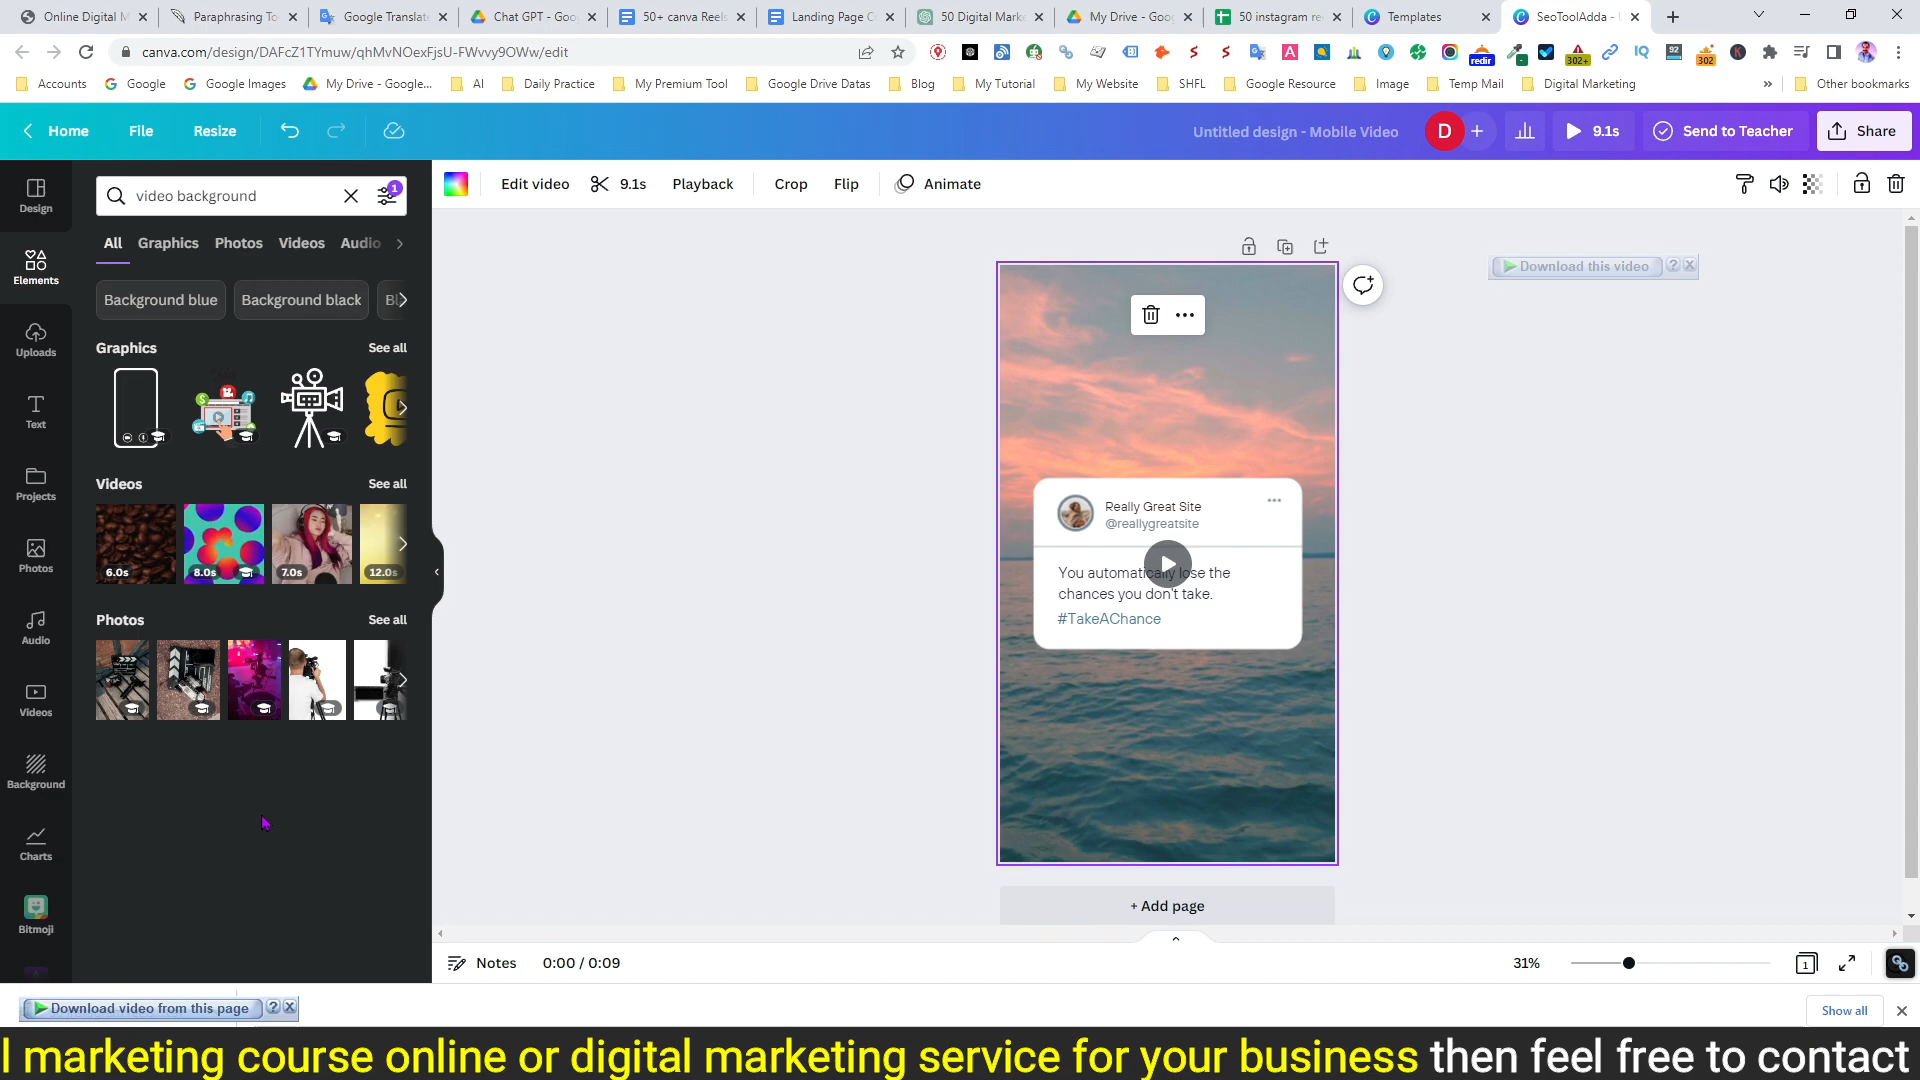 Online Digital M
Paraphrasing To
Google Translat
Chat GPT - Goo
50+ canva Reels
Landing Page C
50 Digital Mark
My Drive - Goog
50 instagram re
Templates
SeoToolAdda -
canva.com/design/DAFcZ1TYmuw/qhMvNOexFjsU-FWvvy9OWw/edit
redir
302+
92
302
Accounts
Google
Google Images
My Drive - Google...
AI
Daily Practice
My Premium Tool
Google Drive Datas
Blog
My Tutorial
My Website
SHFL
Google Resource
Image
Temp Mail
Digital Marketing
Other bookmarks
Home
File
Resize
Untitled design - Mobile Video
D
9.1s
Send to Teacher
Share
Design
Elements
Uploads
Text
Projects
Photos
Audio
Videos
Background
Charts
Bitmoji
video background
1
All
Graphics
Photos
Videos
Audio
Background blue
Background black
Graphics
See all
Videos
See all
6.0s
8.0s
7.0s
12.0s
Photos
See all
Edit video
9.1s
Playback
Crop
Flip
Animate
Download this video
Really Great Site
@reallygreatsite
You automatically lose the
chances you don't take.
#TakeAChance
+ Add page
Notes
0:00 / 0:09
31%
1
Download video from this page
Show all
l marketing course online or digital marketing service for your business then feel free to contact